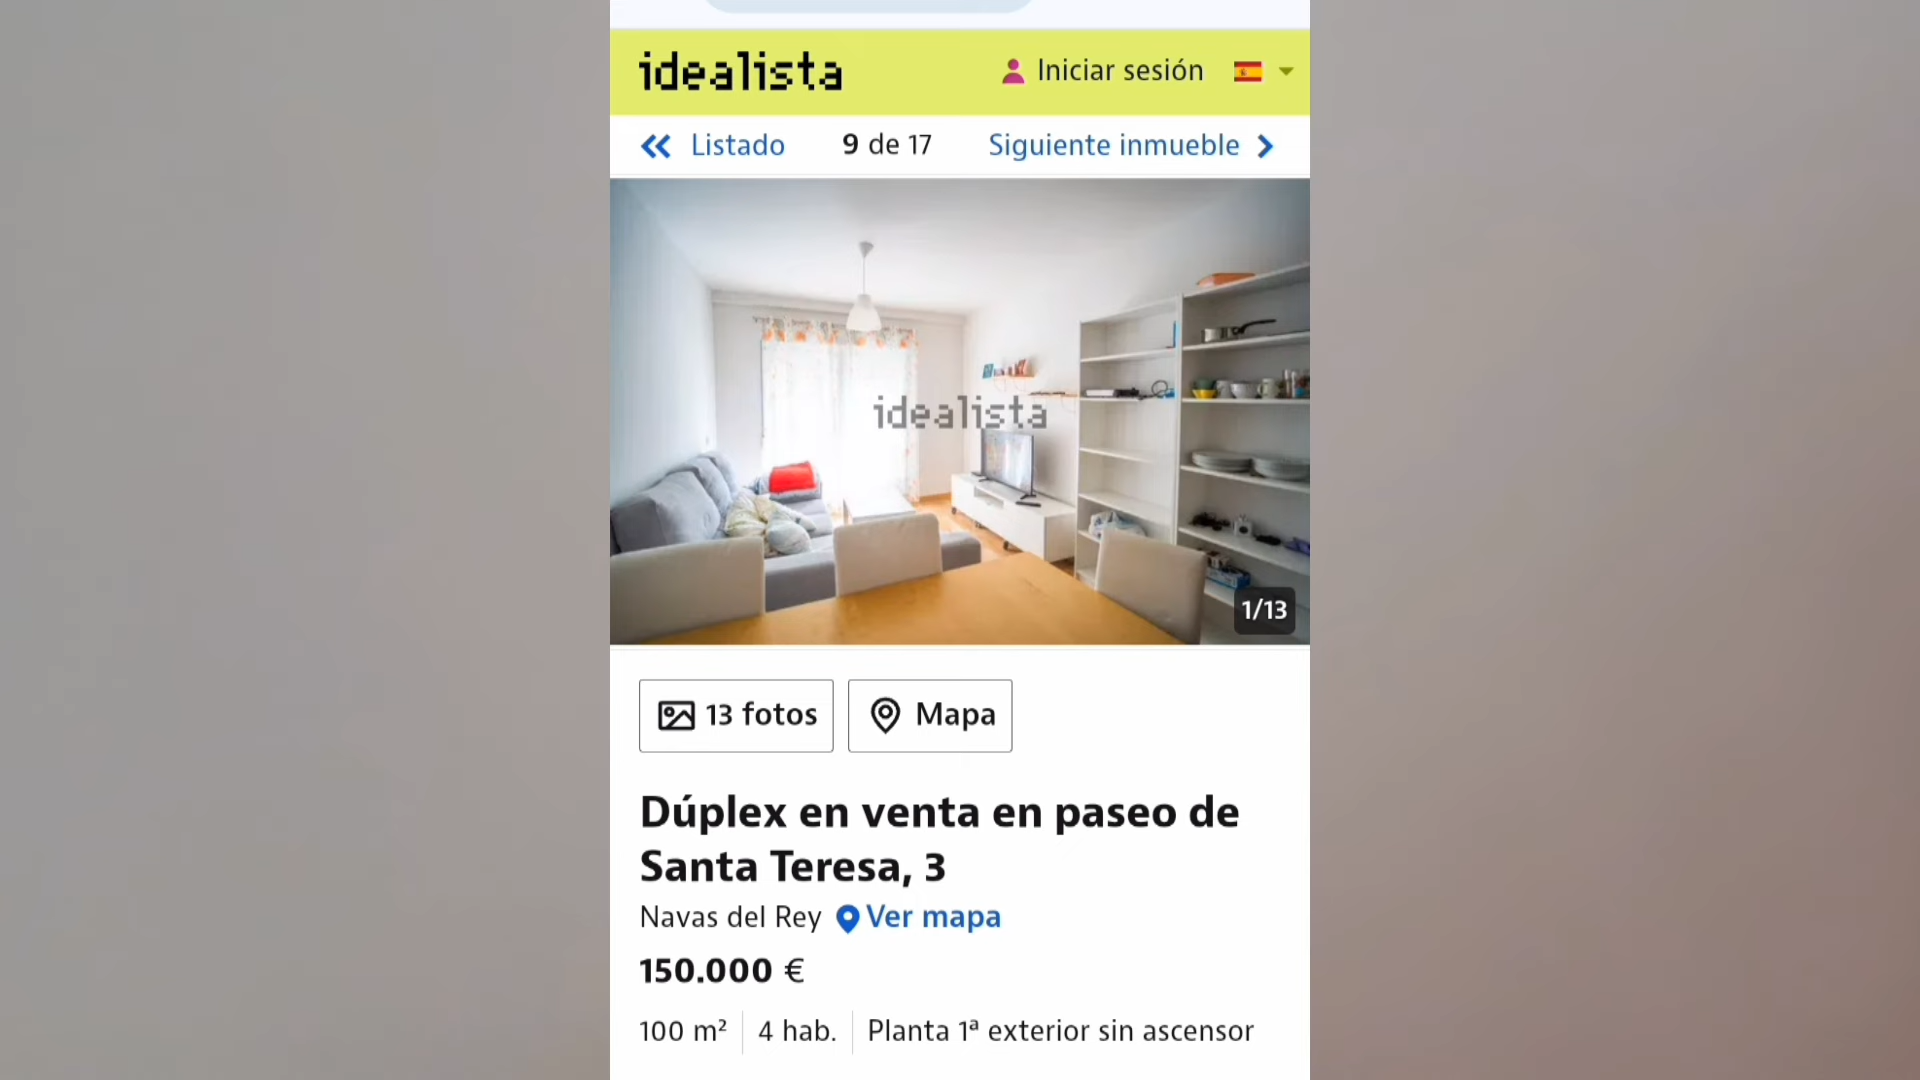 idealista
Iniciar sesión
Listado
9 de 17
Siguiente inmueble
idealista
1/13
13 fotos
Mapa
Dúplex en venta en paseo de
Santa Teresa, 3
Navas del Rey
Ver mapa
150.000 €
100 m²
4 hab.
Planta 1ª exterior sin ascensor